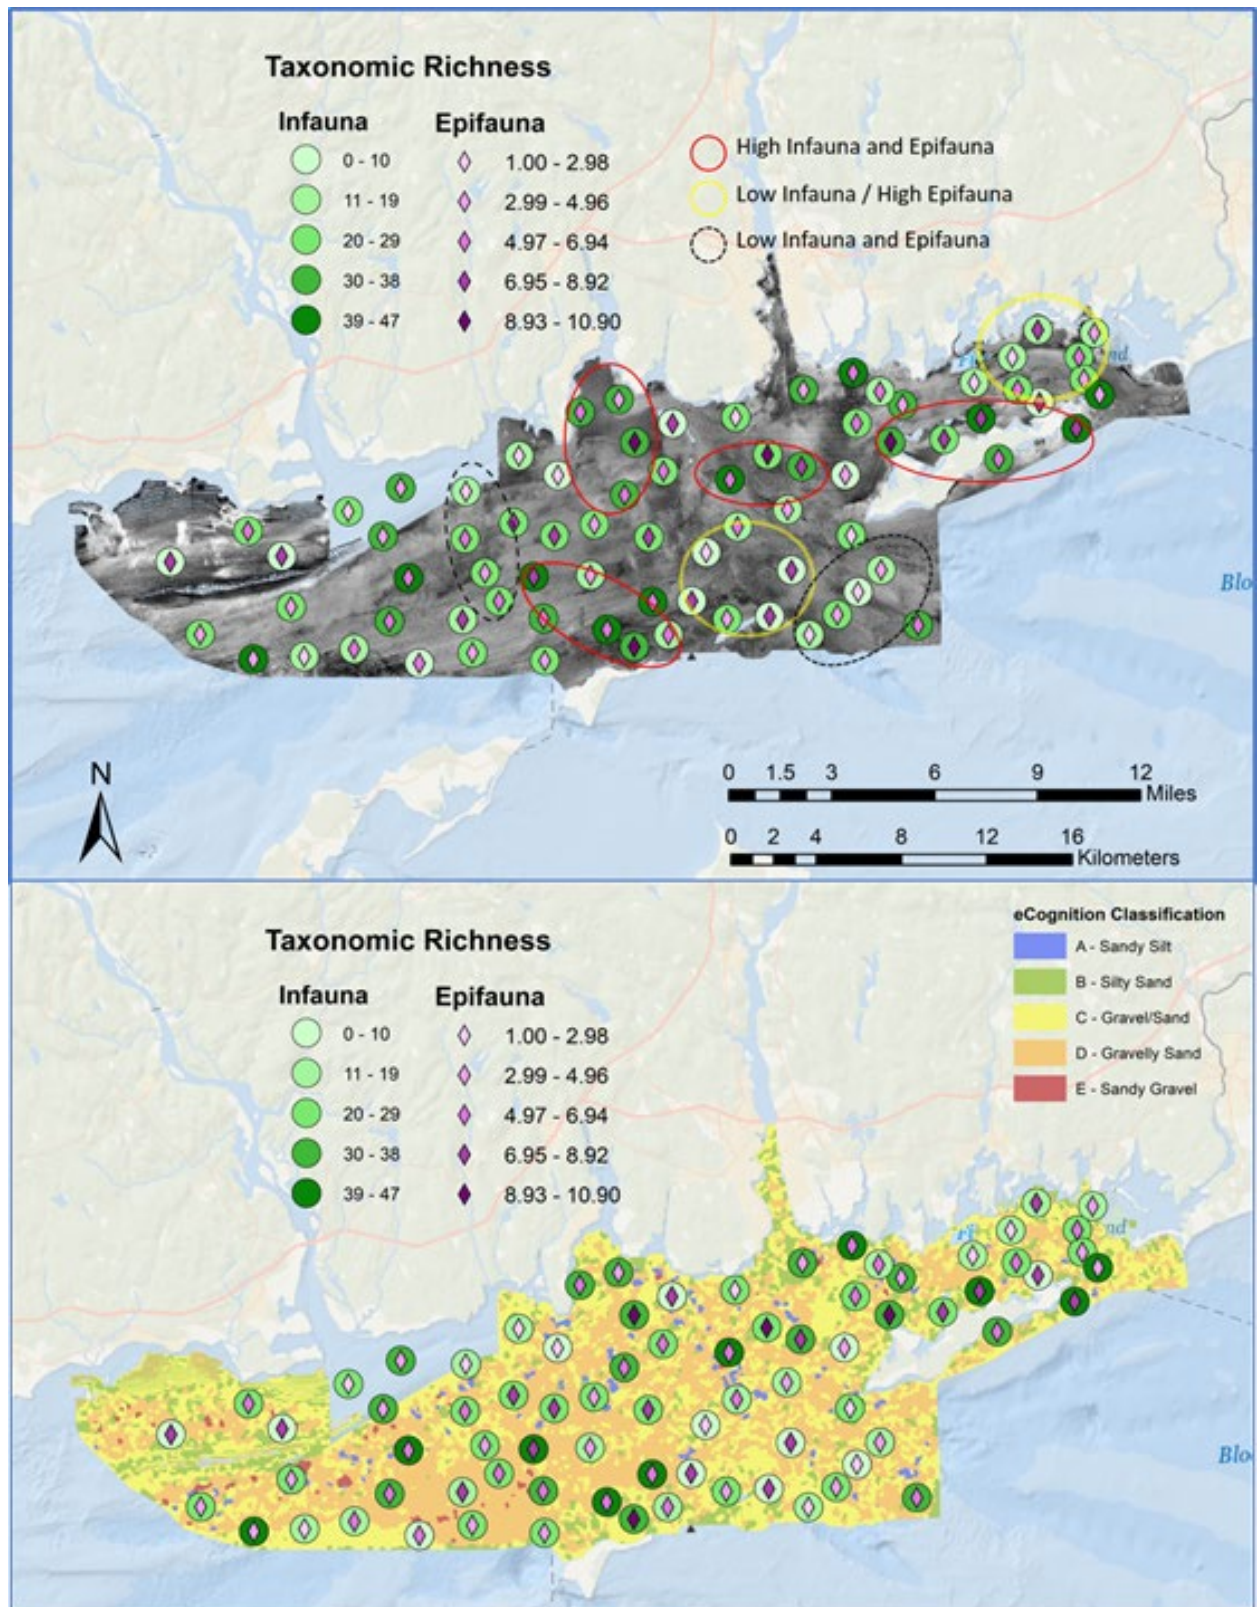 Taxonomic Richness
Infauna
Epifauna
0 - 10
1.00 - 2.98
11 - 19
2.99 - 4.96
20 - 29
4.97 - 6.94
30 - 38
6.95 - 8.92
39 - 47
8.93 - 10.90
High Infauna and Epifauna
Low Infauna / High Epifauna
Low Infauna and Epifauna
nd
Blo
N
0 1.5 3 6 9 12
Miles
0 2 4 8 12 16
Kilometers
Taxonomic Richness
Infauna
Epifauna
0 - 10
1.00 - 2.98
11 - 19
2.99 - 4.96
20 - 29
4.97 - 6.94
30 - 38
6.95 - 8.92
39 - 47
8.93 - 10.90
eCognition Classification
A - Sandy Silt
B - Silty Sand
C - Gravel/Sand
D - Gravelly Sand
E - Sandy Gravel
nd
Blo